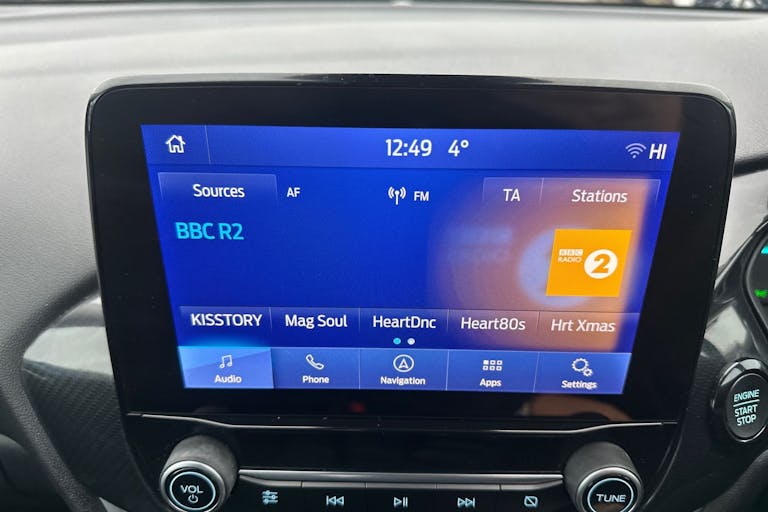 12:49 4° HI
Sources AF FM TA Stations
BBC R2
BBC
RADIO 2
KISSTORY Mag Soul HeartDnc Heart80s Hrt Xmas
Audio Phone Navigation Apps Settings
ENGINE
START
STOP
VOL TUNE